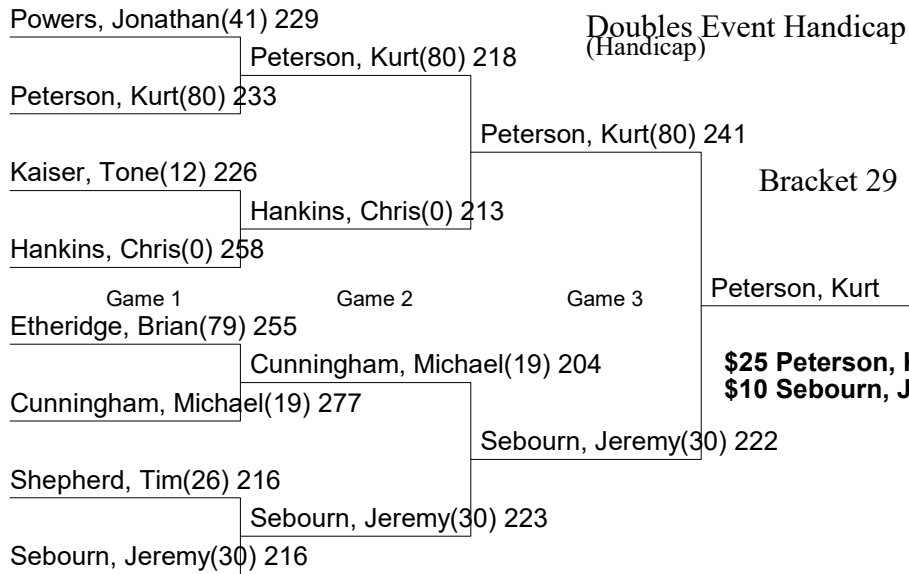 Powers, Jonathan(41) 229
Doubles Event Handicap
(Handicap)
Peterson, Kurt(80) 218
Peterson, Kurt(80) 233
Peterson, Kurt(80) 241
Kaiser, Tone(12) 226
Bracket 29
Hankins, Chris(0) 213
Hankins, Chris(0) 258
Game 1 Game 2 Game 3
Peterson, Kurt
Etheridge, Brian(79) 255
Cunningham, Michael(19) 204
$25 Peterson,
$10 Sebourn, J
Cunningham, Michael(19) 277
Sebourn, Jeremy(30) 222
Shepherd, Tim(26) 216
Sebourn, Jeremy(30) 223
Sebourn, Jeremy(30) 216